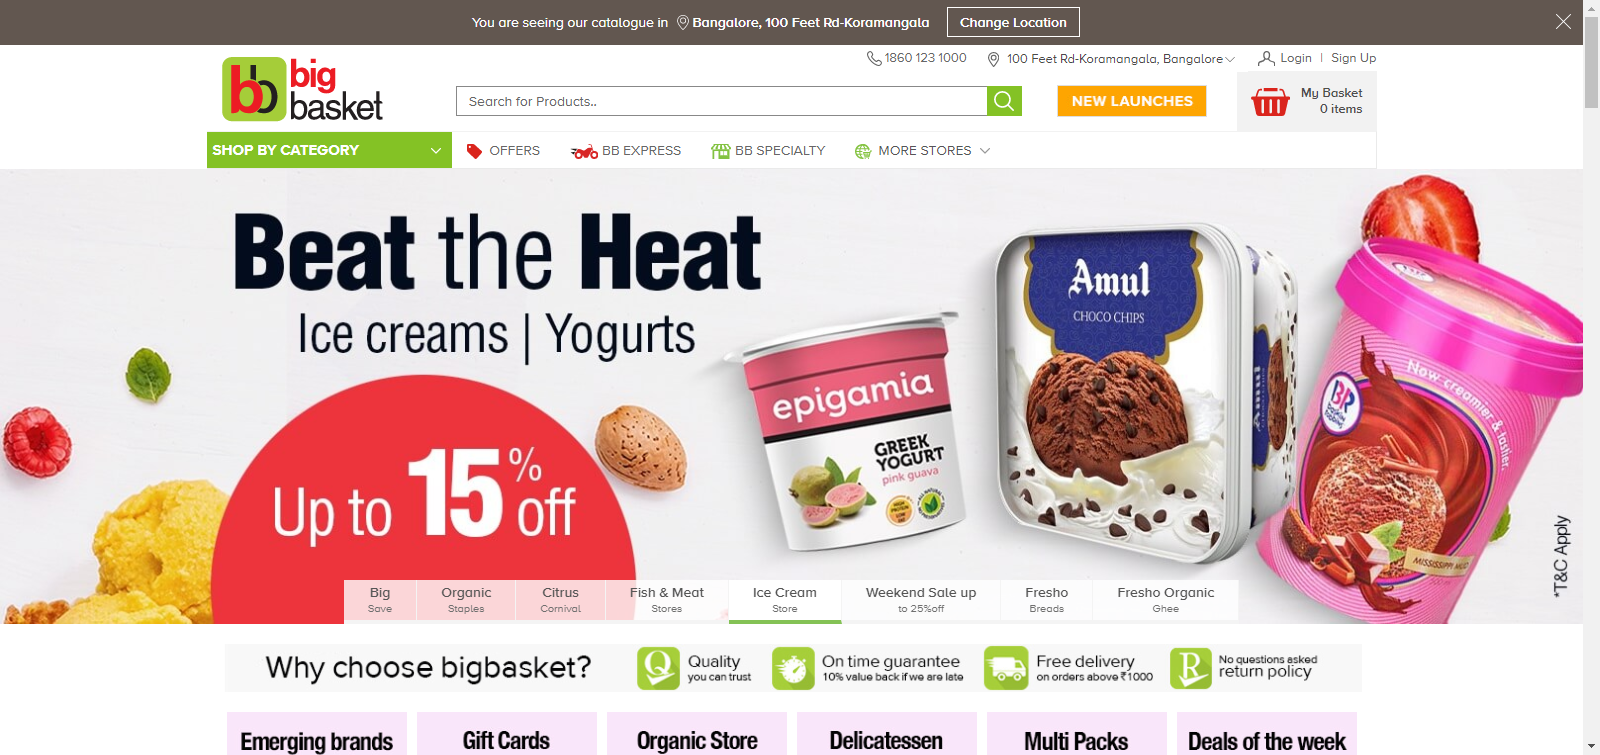 You are seeing our catalogue in Bangalore, 100 Feet Rd-Koramangala Change Location
1860 123 1000 100 Feet Rd-Koramangala, Bangalore Login | Sign Up
bb big basket
Search for Products..
NEW LAUNCHES
My Basket
0 items
SHOP BY CATEGORY OFFERS BB EXPRESS BB SPECIALTY MORE STORES
Beat the Heat
Ice creams | Yogurts
Up to 15% off
epigamia
GREEK
YOGURT
pink guava
Amul
CHOCO CHIPS
Amul
Now creamier & tastier.
BR
baskin robbins
MISSISSIPPI MUD
*T&C Apply
Big
Save
Organic
Staples
Citrus
Cornival
Fish & Meat
Stores
Ice Cream
Store
Weekend Sale up
to 25%off
Fresho
Breads
Fresho Organic
Ghee
Why choose bigbasket?
Q Quality
you can trust
On time guarantee
10% value back if we are late
Free delivery
on orders above ₹1000
R No questions asked
return policy
Emerging brands
Gift Cards
Organic Store
Delicatessen
Multi Packs
Deals of the week